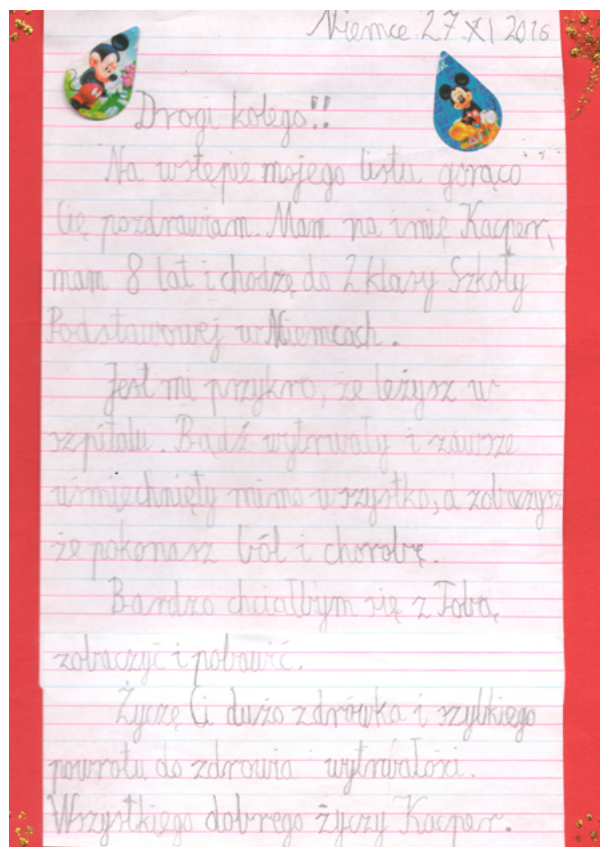 Niemce 27.XI 2016
Drogi kolego!!
Na wstępie mojego listu gorąco
Cię pozdrawiam. Mam na imię Kacper,
mam 8 lat i chodzę do 2 klasy Szkoły
Podstawowej w Niemcach.
Jest mi przykro, że leżysz w
szpitalu. Bądź wytrwały i zawsze
uśmiechnięty mimo wszystko, a zobaczysz
że pokonasz ból i chorobę.
Bardzo chciałbym się z Tobą
zobaczyć i pobawić.
Życzę Ci dużo zdrówka i szybkiego
powrotu do zdrowia i wytrwałości.
Wszystkiego dobrego życzy Kacper.